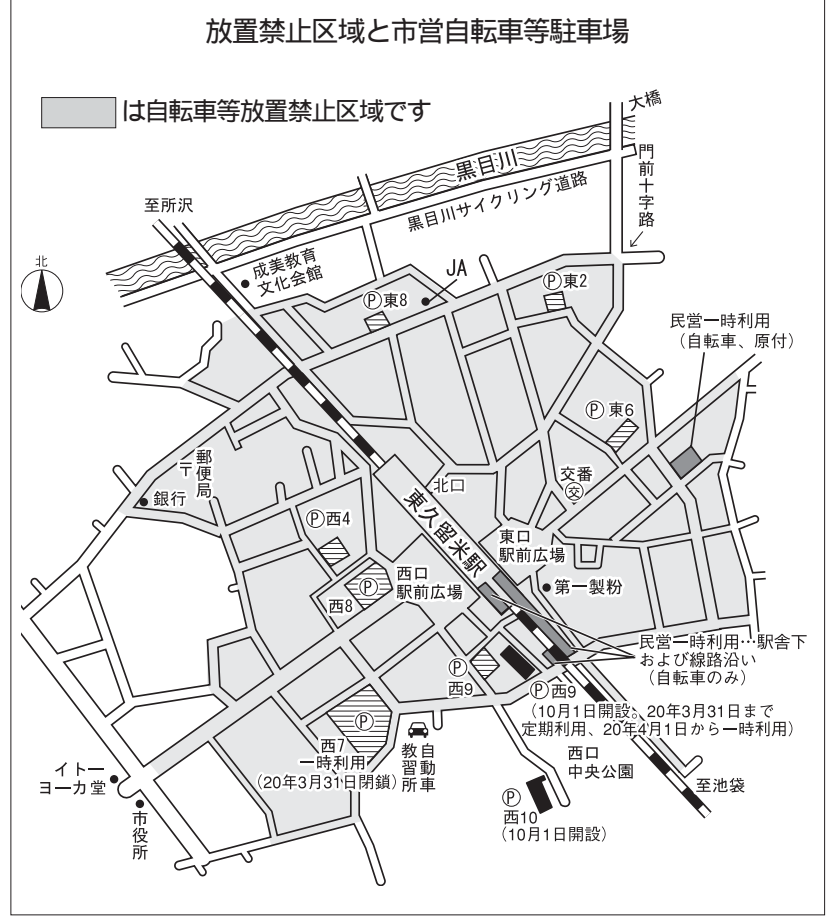 放置禁止区域と市営自転車等駐車場
は自転車等放置禁止区域です
大橋
黒目川
門前十字路
黒目川サイクリング道路
至所沢
北
成美教育
文化会館
JA
Ⓟ東8
Ⓟ東2
民営一時利用
(自転車、原付)
Ⓟ東6
交番
交
郵便局
〒
銀行
北口
東久留米駅
東口
駅前広場
Ⓟ西4
Ⓟ
西8
西口
駅前広場
第一製粉
民営一時利用…駅舎下
および線路沿い
(自転車のみ)
Ⓟ
西9
Ⓟ西9
(10月1日開設、20年3月31日まで
定期利用、20年4月1日から一時利用)
Ⓟ
西7
一時利用
(20年3月31日閉鎖)
自動車
教習所
西口
中央公園
至池袋
イトー
ヨーカ堂
市役所
Ⓟ
西10
(10月1日開設)